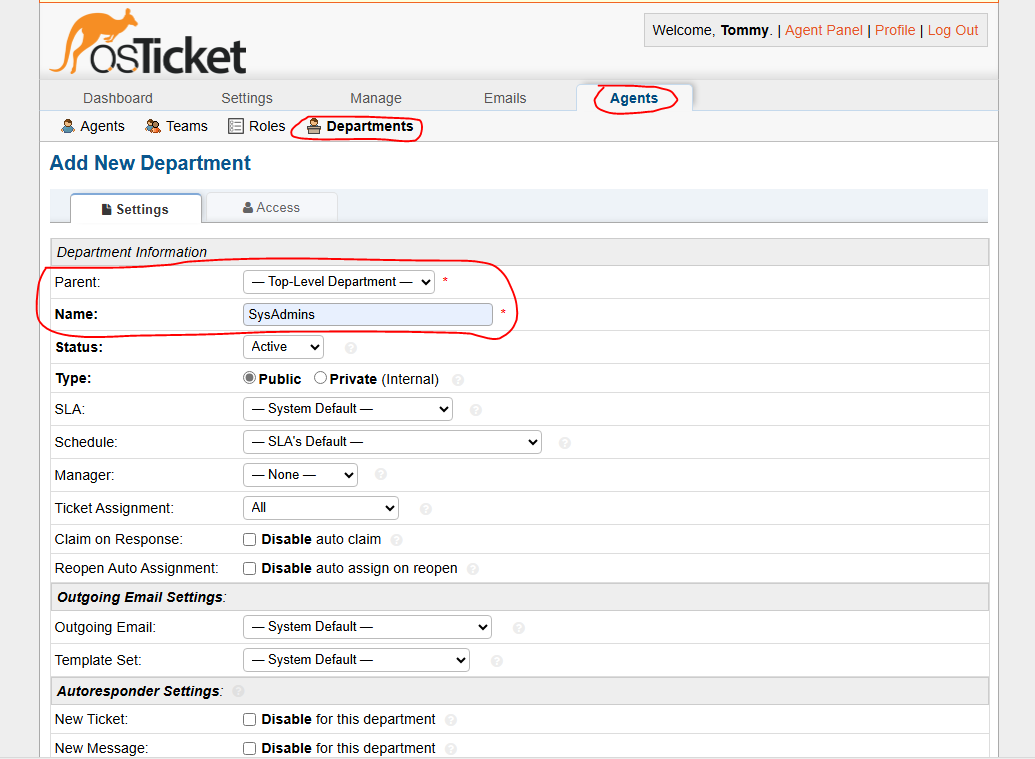 osTicket
Welcome, Tommy. | Agent Panel | Profile | Log Out
Dashboard Settings Manage Emails Agents
Agents Teams Roles Departments
Add New Department
Settings Access
Department Information
Parent: — Top-Level Department — *
Name: SysAdmins *
Status: Active ?
Type: Public Private (Internal) ?
SLA: — System Default — ?
Schedule: — SLA's Default — ?
Manager: — None — ?
Ticket Assignment: All ?
Claim on Response: Disable auto claim ?
Reopen Auto Assignment: Disable auto assign on reopen ?
Outgoing Email Settings:
Outgoing Email: — System Default — ?
Template Set: — System Default — ?
Autoresponder Settings: ?
New Ticket: Disable for this department ?
New Message: Disable for this department ?